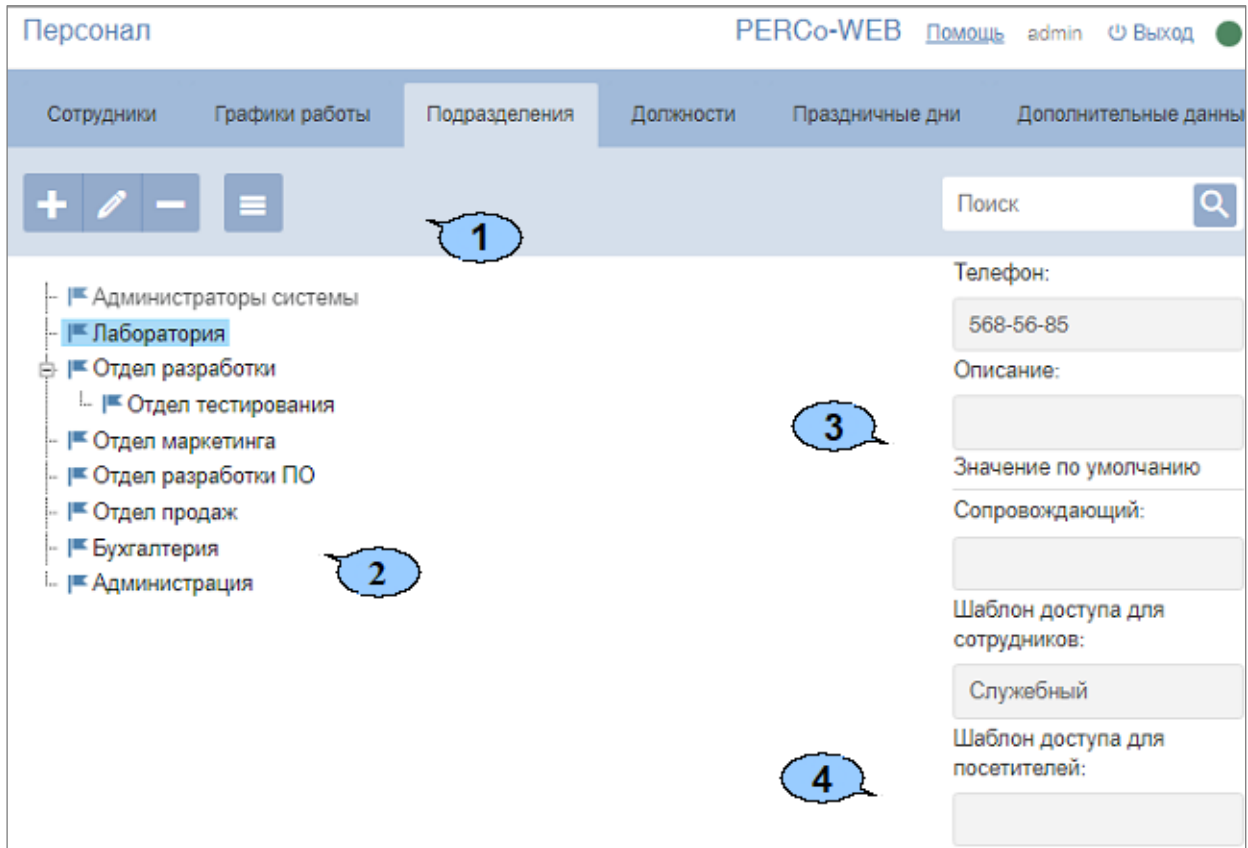 Персонал
PERCo-WEB Помощь admin Выход
Сотрудники Графики работы Подразделения Должности Праздничные дни Дополнительные данны
Поиск
1
Администраторы системы
Лаборатория
Отдел разработки
Отдел тестирования
Отдел маркетинга
Отдел разработки ПО
Отдел продаж
Бухгалтерия
Администрация
2
Телефон:
568-56-85
Описание:
3
Значение по умолчанию
Сопровождающий:
Шаблон доступа для
сотрудников:
Служебный
Шаблон доступа для
посетителей:
4